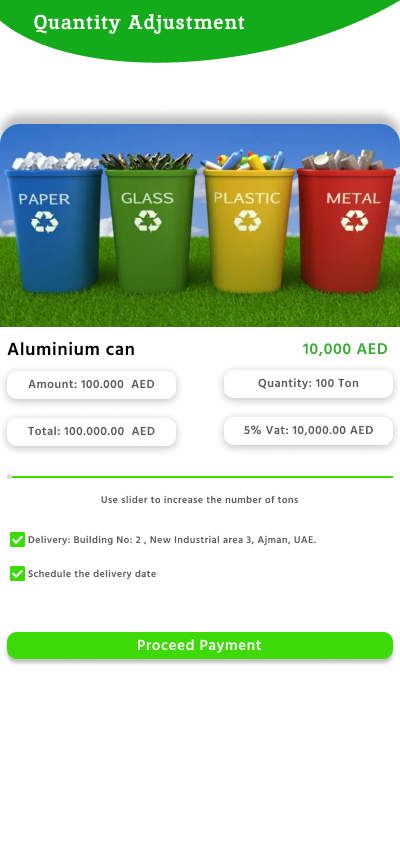 Quantity Adjustment
PAPER
GLASS
PLASTIC
METAL
Aluminium can
10,000 AED
Amount: 100.000 AED
Quantity: 100 Ton
Total: 100.000.00 AED
5% Vat: 10,000.00 AED
Use slider to increase the number of tons
Delivery: Building No: 2 , New Industrial area 3, Ajman, UAE.
Schedule the delivery date
Proceed Payment